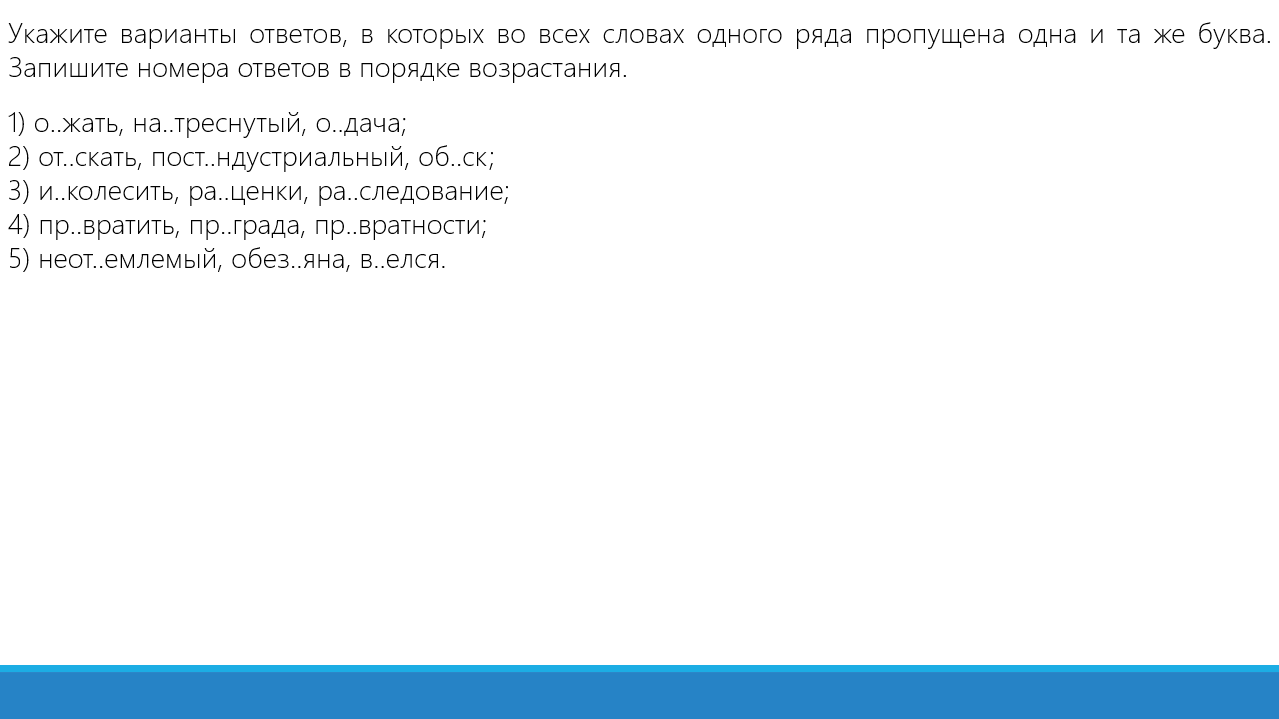 Укажите варианты ответов, в которых во всех словах одного ряда пропущена одна и та же буква.
Запишите номера ответов в порядке возрастания.
1) о..жать, на..треснутый, о..дача;
2) от..скать, пост..ндустриальный, об..ск;
3) и..колесить, ра..ценки, ра..следование;
4) пр..вратить, пр..града, пр..вратности;
5) неот..емлемый, обез..яна, в..елся.